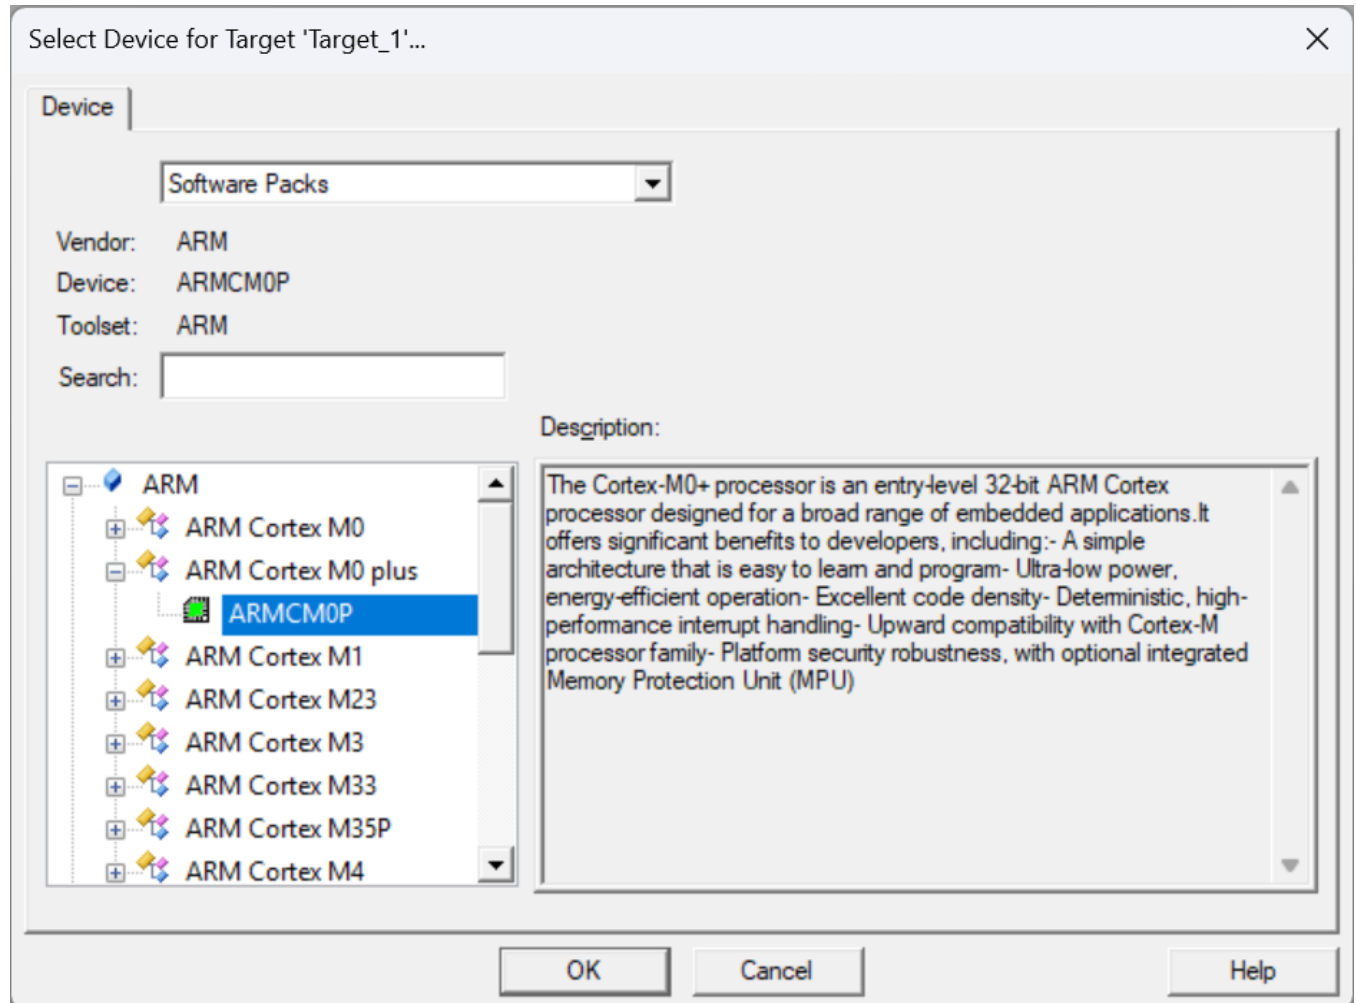 Select Device for Target 'Target_1'...
Device
Software Packs
Vendor: ARM
Device: ARMCM0P
Toolset: ARM
Search:
Description:
ARM
ARM Cortex M0
ARM Cortex M0 plus
ARMCM0P
ARM Cortex M1
ARM Cortex M23
ARM Cortex M3
ARM Cortex M33
ARM Cortex M35P
ARM Cortex M4
The Cortex-M0+ processor is an entry-level 32-bit ARM Cortex
processor designed for a broad range of embedded applications.It
offers significant benefits to developers, including:- A simple
architecture that is easy to learn and program- Ultra-low power,
energy-efficient operation- Excellent code density- Deterministic, high-
performance interrupt handling- Upward compatibility with Cortex-M
processor family- Platform security robustness, with optional integrated
Memory Protection Unit (MPU)
OK
Cancel
Help